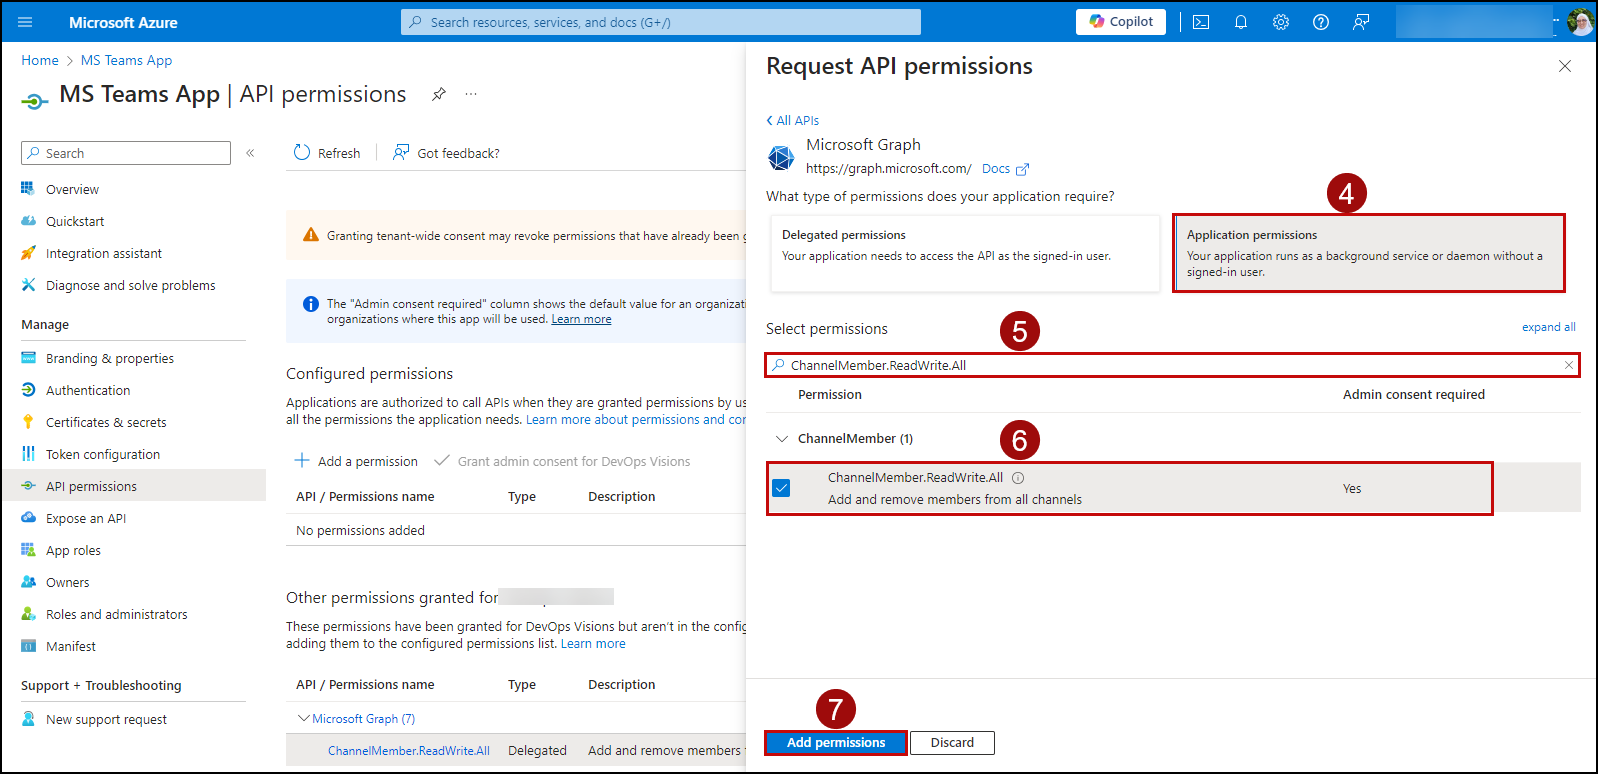 Microsoft Azure
Search resources, services, and docs (G+/)
Copilot
Home > MS Teams App
MS Teams App | API permissions
Search
Overview
Quickstart
Integration assistant
Diagnose and solve problems
Manage
Branding & properties
Authentication
Certificates & secrets
Token configuration
API permissions
Expose an API
App roles
Owners
Roles and administrators
Manifest
Support + Troubleshooting
New support request
Refresh
Got feedback?
Granting tenant-wide consent may revoke permissions that have already been
The "Admin consent required" column shows the default value for an
organizations where this app will be used. Learn more
Configured permissions
Applications are authorized to call APIs when they are granted permissions by
all the permissions the application needs. Learn more about permissions and
Add a permission
Grant admin consent for DevOps Visions
API / Permissions name Type Description
No permissions added
Other permissions granted for
These permissions have been granted for DevOps Visions but aren't in the
adding them to the configured permissions list. Learn more
API / Permissions name Type Description
Microsoft Graph (7)
ChannelMember.ReadWrite.All Delegated Add and remove members
Request API permissions
All APIs
Microsoft Graph
https://graph.microsoft.com/ Docs
What type of permissions does your application require?
4
Delegated permissions
Your application needs to access the API as the signed-in user.
Application permissions
Your application runs as a background service or daemon without a
signed-in user.
Select permissions
5
expand all
ChannelMember.ReadWrite.All
Permission Admin consent required
ChannelMember (1)
6
ChannelMember.ReadWrite.All
Add and remove members from all channels
Yes
7
Add permissions
Discard